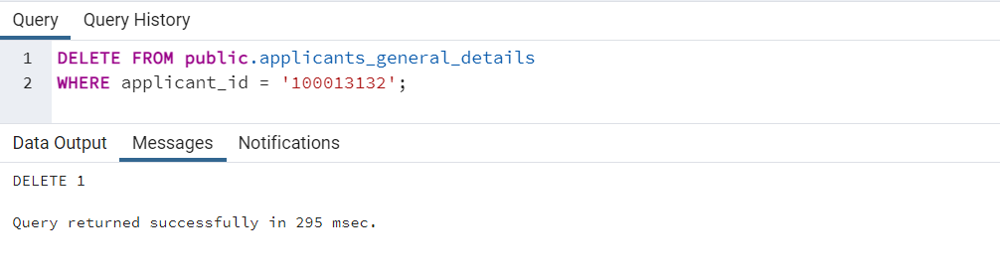 Query Query History
1 DELETE FROM public.applicants_general_details
2 WHERE applicant_id = '100013132';
Data Output Messages Notifications
DELETE 1
Query returned successfully in 295 msec.